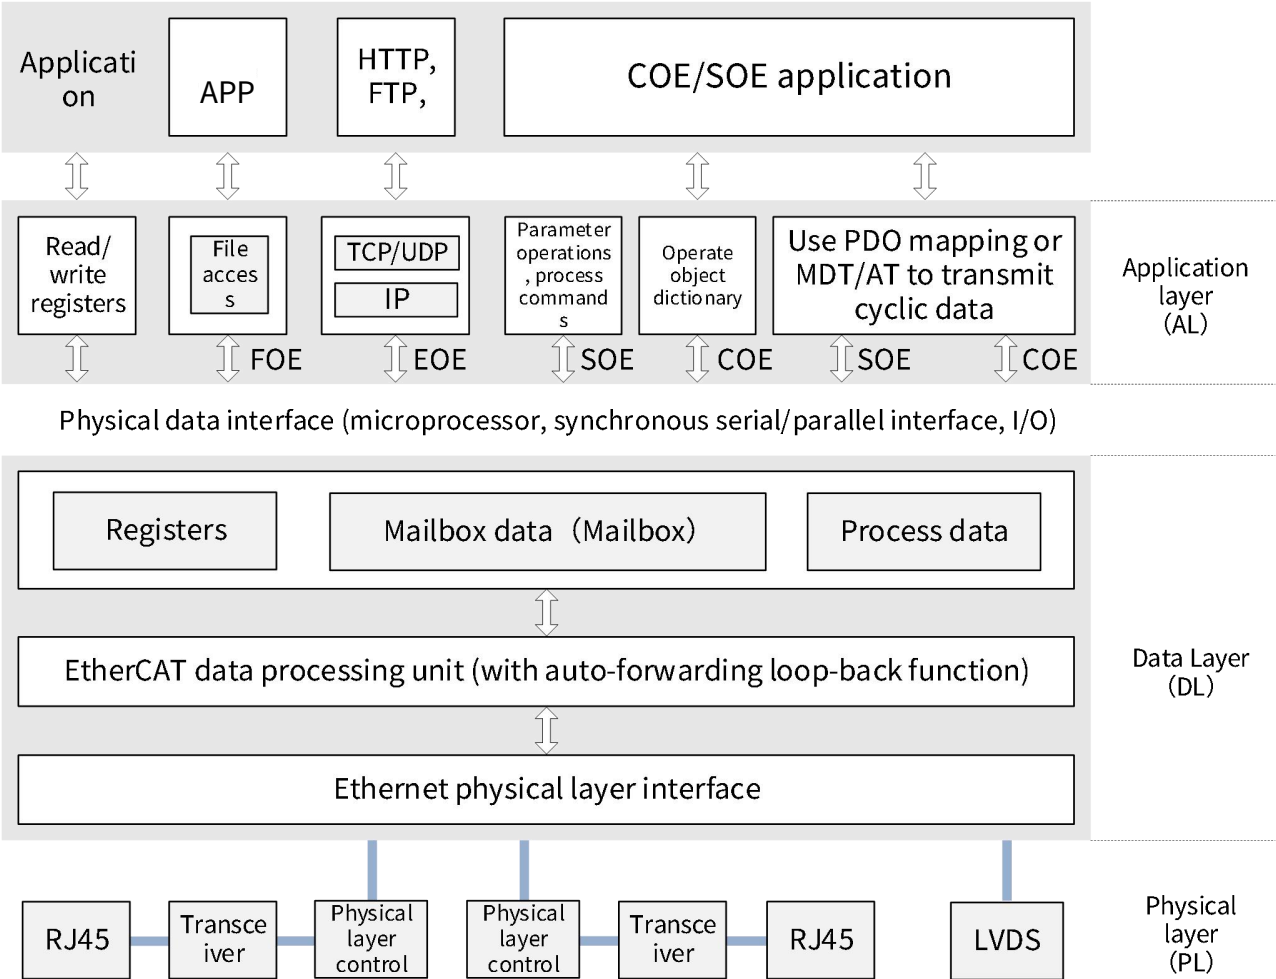 Applicati
on
APP
HTTP,
FTP,
COE/SOE application
Read/
write
registers
File
acces
s
TCP/UDP
IP
Parameter
operations
, process
command
s
Operate
object
dictionary
Use PDO mapping or
MDT/AT to transmit
cyclic data
Application
layer
（AL）
FOE
EOE
SOE
COE
SOE
COE
Physical data interface (microprocessor, synchronous serial/parallel interface, I/O)
Registers
Mailbox data（Mailbox）
Process data
EtherCAT data processing unit (with auto-forwarding loop-back function)
Data Layer
（DL）
Ethernet physical layer interface
RJ45
Transce
iver
Physical
layer
control
Physical
layer
control
Transce
iver
RJ45
LVDS
Physical
layer
（PL）